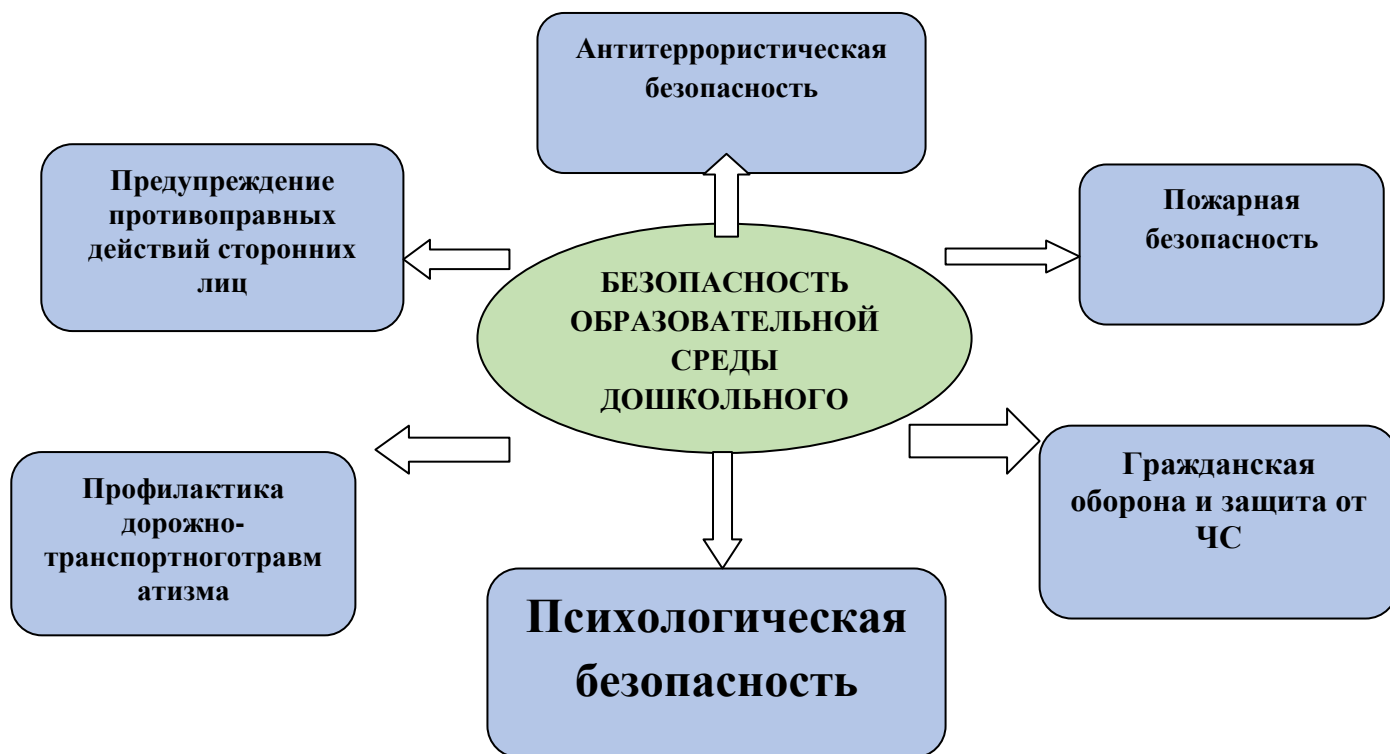 Антитеррористическая
безопасность
Предупреждение
противоправных
действий сторонних
лиц
Пожарная
безопасность
БЕЗОПАСНОСТЬ
ОБРАЗОВАТЕЛЬНОЙ
СРЕДЫ
ДОШКОЛЬНОГО
Профилактика
дорожно-
транспортноготравм
атизма
Гражданская
оборона и защита от
ЧС
Психологическая
безопасность